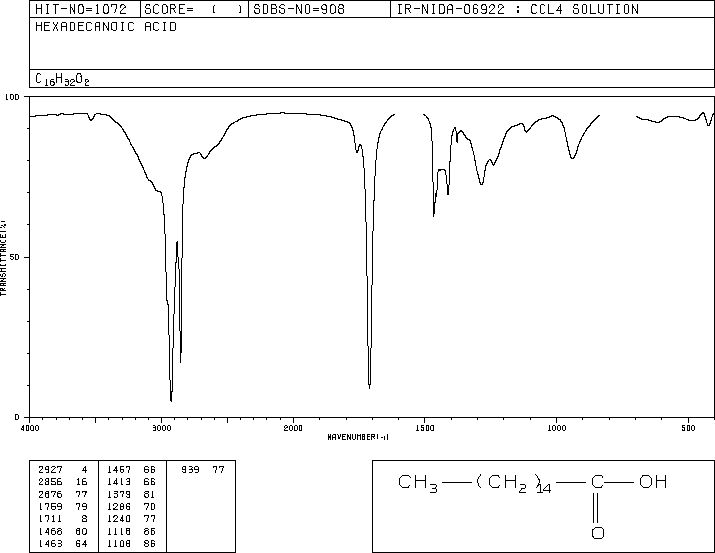 HIT-NO=1072 SCORE= ( ) SDBS-NO=908 IR-NIDA-06922 : CCL4 SOLUTION
HEXADECANOIC ACID
C16H32O2
100
50
0
TRANSMITTANCE(%)
4000 3000 2000 1500 1000 500
WAVENUMBER(-1)
2927 4 1467 66 939 77
2856 16 1413 66
2676 77 1379 81
1759 79 1286 70
1711 8 1240 77
1466 60 1118 86
1463 64 1108 86
CH3 (CH2)14 C OH
O